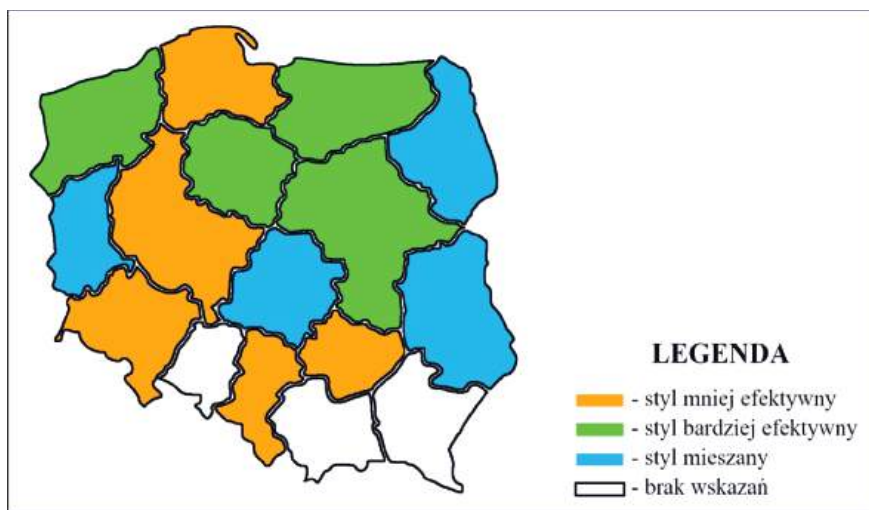 LEGENDA
- styl mniej efektywny
- styl bardziej efektywny
- styl mieszany
- brak wskazań